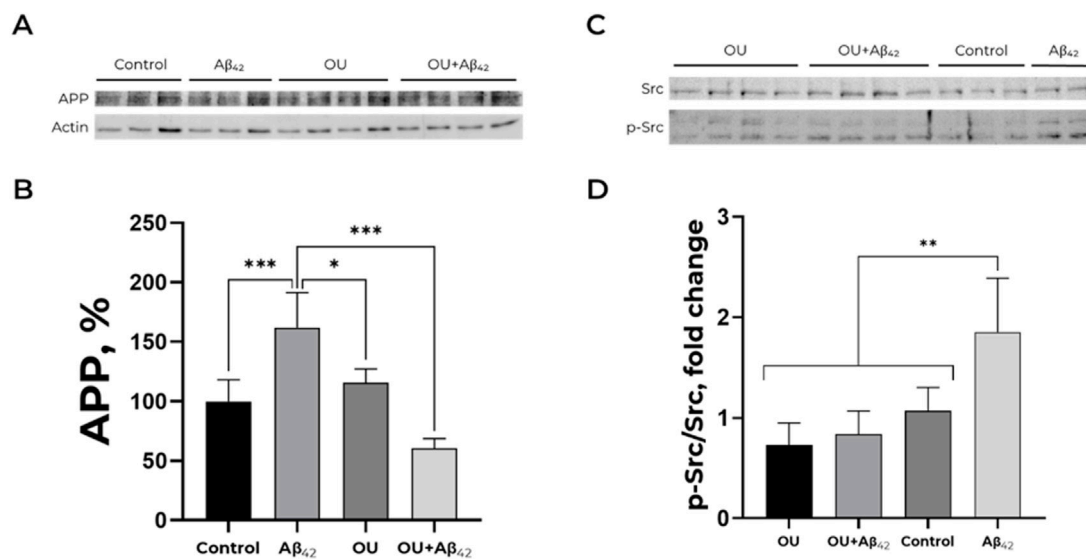 A
Control Aβ₄₂ OU OU+Aβ₄₂
APP
Actin
B
APP, %
250
200
150
100
50
0
*** * ***
Control Aβ₄₂ OU OU+Aβ₄₂
C
OU OU+Aβ₄₂ Control Aβ₄₂
Src
p-Src
D
p-Src/Src, fold change
3
2
1
0
**
OU OU+Aβ₄₂ Control Aβ₄₂